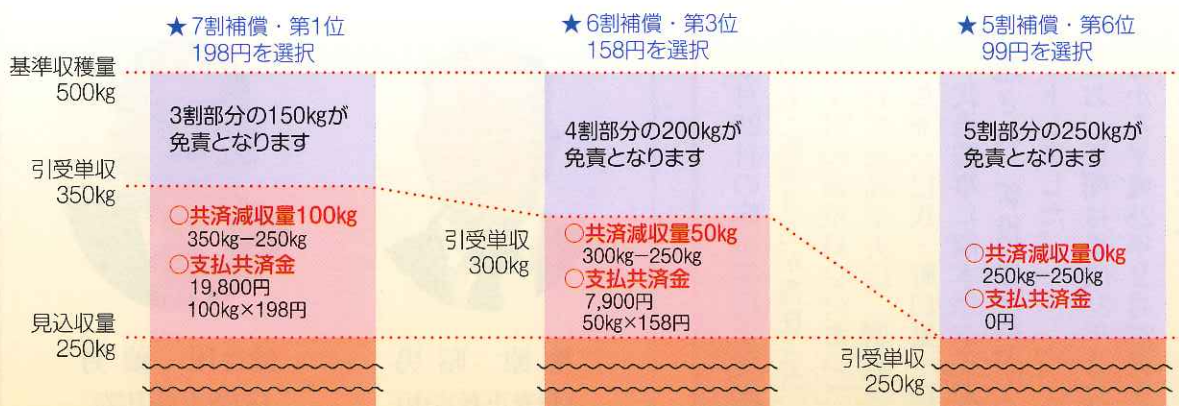 ★7割補償・第1位
198円を選択
★6割補償・第3位
158円を選択
★5割補償・第6位
99円を選択
基準収穫量
500kg
3割部分の150kgが
免責となります
4割部分の200kgが
免責となります
5割部分の250kgが
免責となります
引受単収
350kg
○共済減収量100kg
350kg−250kg
○支払共済金
19,800円
100kg×198円
引受単収
300kg
○共済減収量50kg
300kg−250kg
○支払共済金
7,900円
50kg×158円
○共済減収量0kg
250kg−250kg
○支払共済金
0円
見込収量
250kg
引受単収
250kg